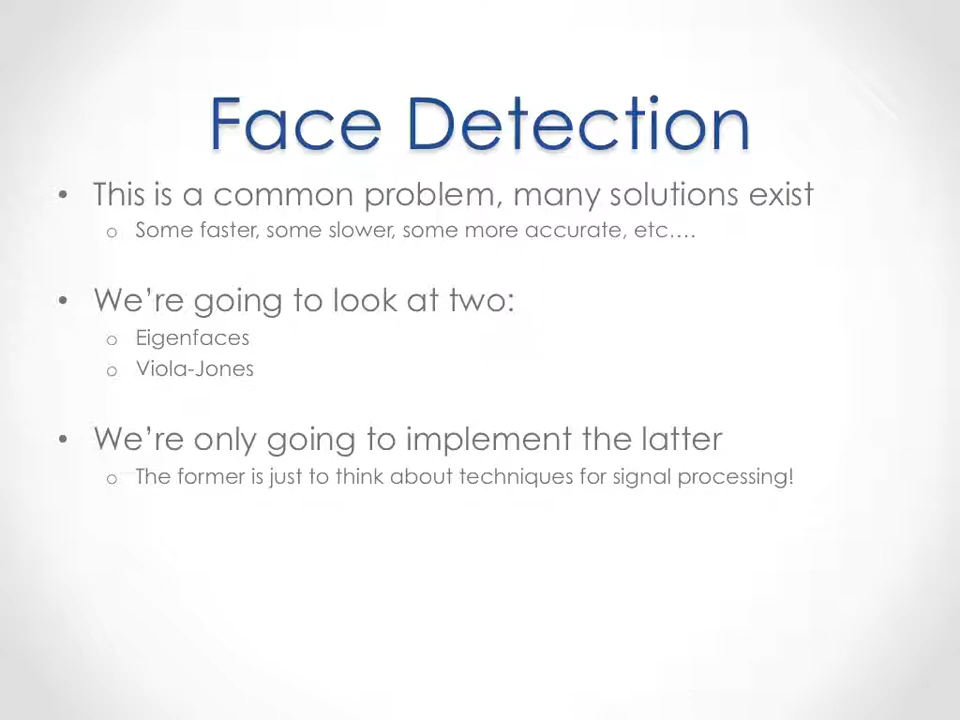 Face Detection
• This is a common problem, many solutions exist
o Some faster, some slower, some more accurate, etc….
• We’re going to look at two:
o Eigenfaces
o Viola-Jones
• We’re only going to implement the latter
o The former is just to think about techniques for signal processing!